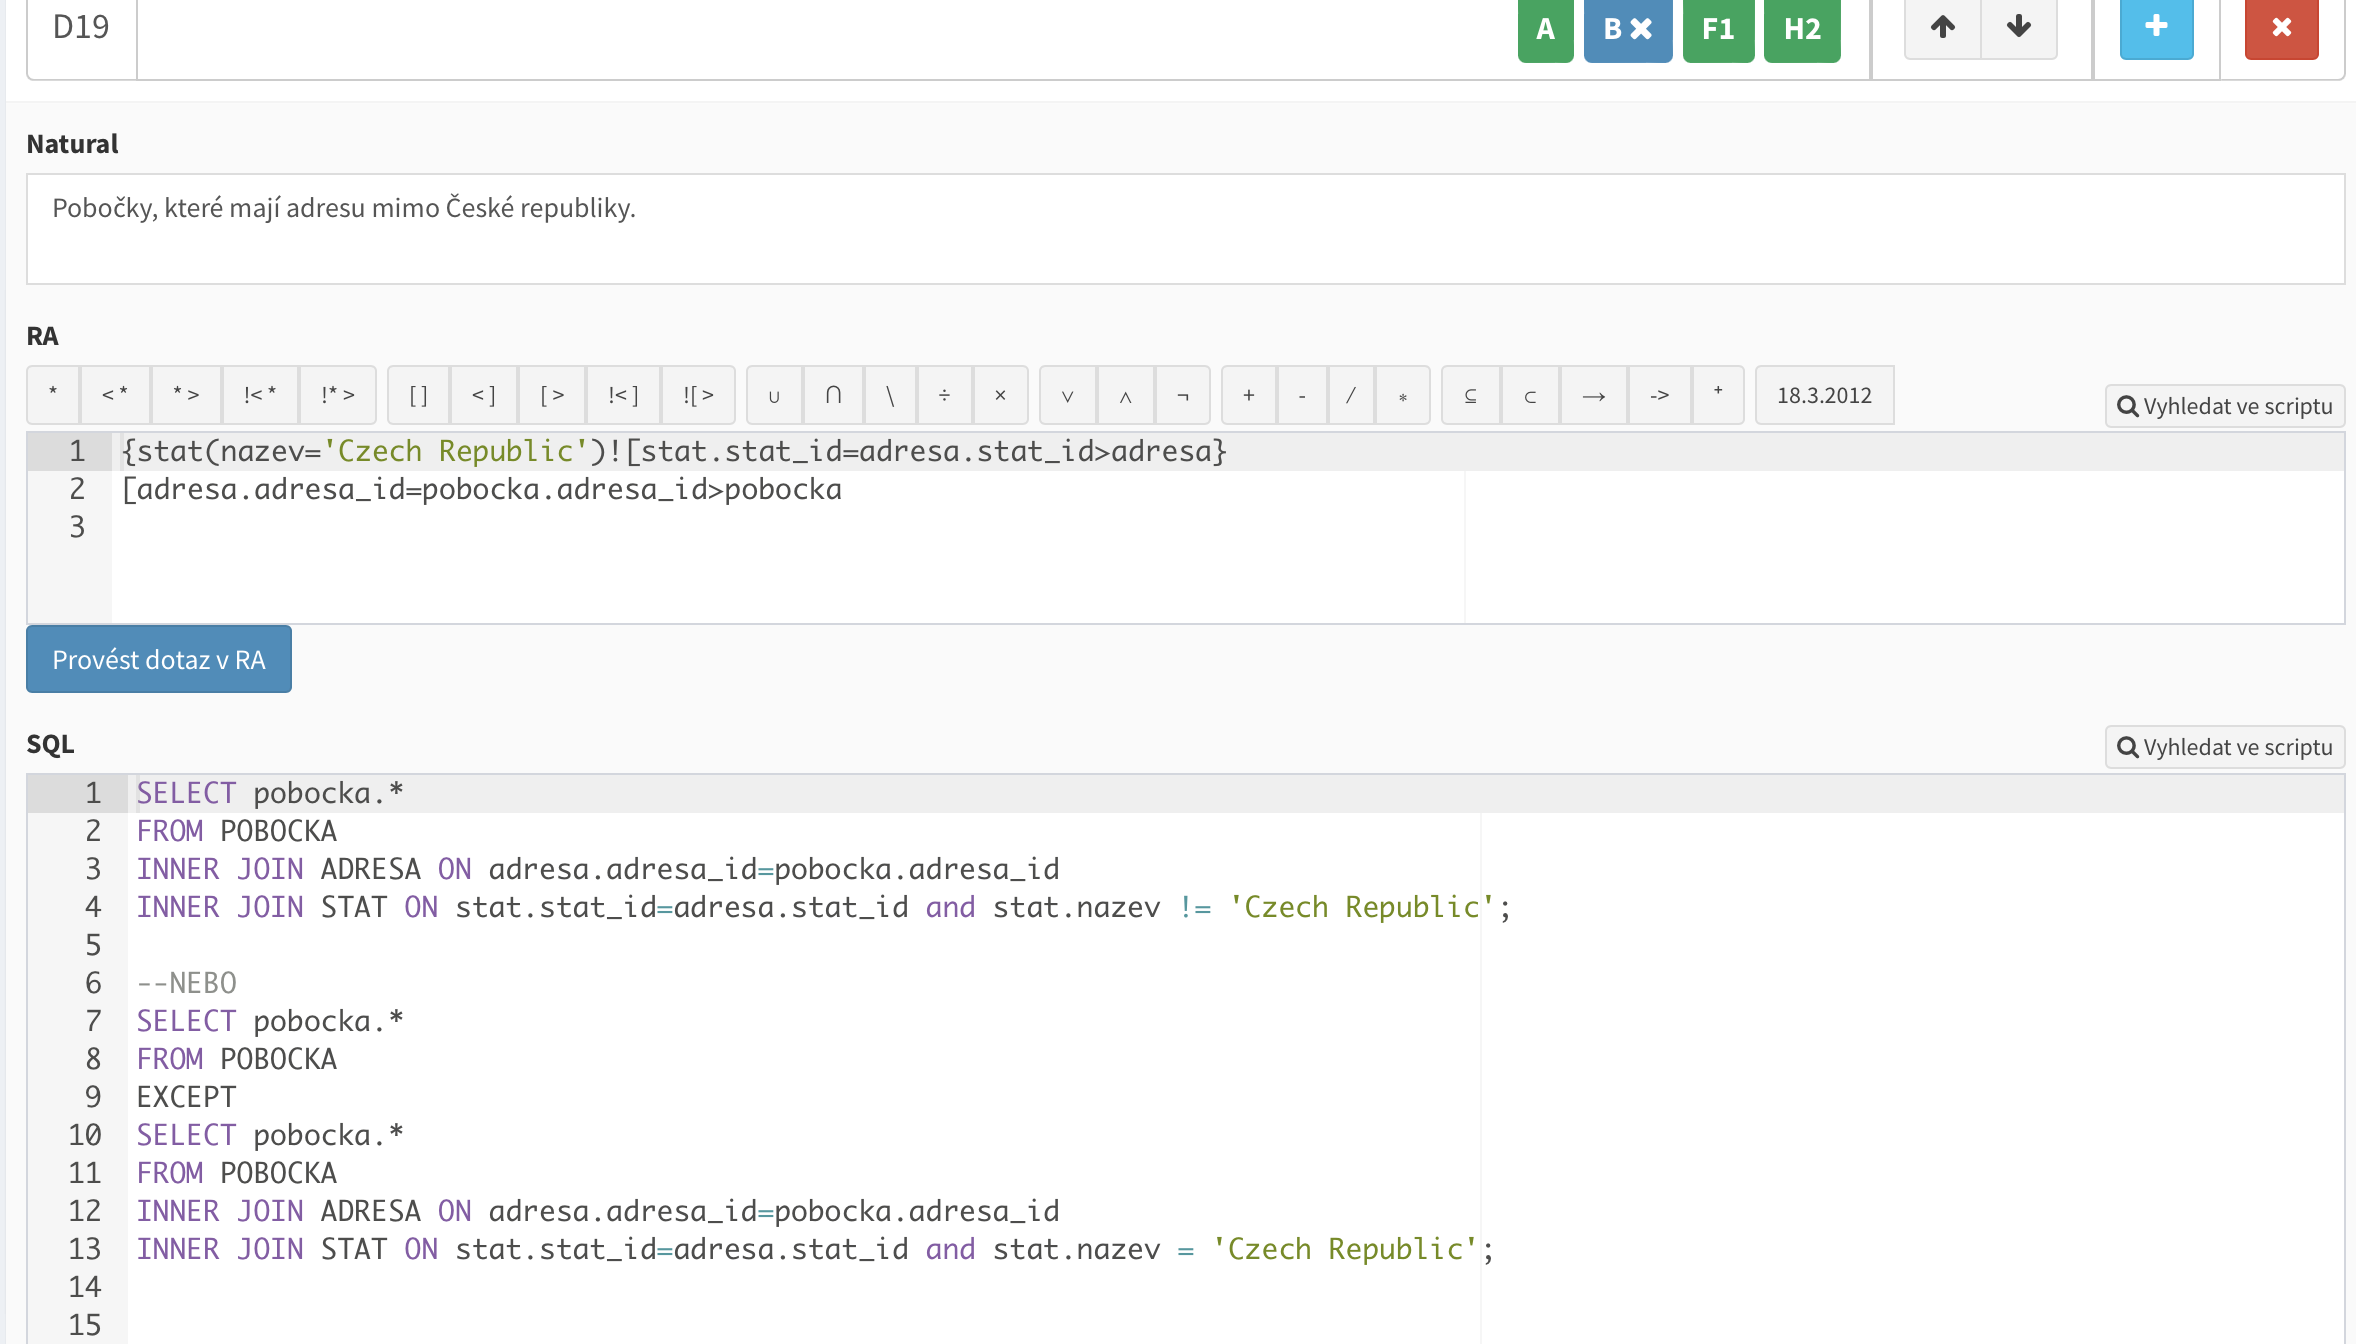 D19 A B F1 H2
Natural
Pobočky, které mají adresu mimo České republiky.
RA
* <* *> !<* !*> [] <] [> !<] ![> ∪ ∩ \ ÷ × ∨ ∧ ¬ + - / * ⊆ ⊂ → -> + 18.3.2012 Vyhledat ve scriptu
1 {stat(nazev='Czech Republic')![stat.stat_id=adresa.stat_id>adresa}
2 [adresa.adresa_id=pobocka.adresa_id>pobocka
3
Provést dotaz v RA
SQL Vyhledat ve scriptu
1 SELECT pobocka.*
2 FROM POBOCKA
3 INNER JOIN ADRESA ON adresa.adresa_id=pobocka.adresa_id
4 INNER JOIN STAT ON stat.stat_id=adresa.stat_id and stat.nazev != 'Czech Republic';
5
6 --NEBO
7 SELECT pobocka.*
8 FROM POBOCKA
9 EXCEPT
10 SELECT pobocka.*
11 FROM POBOCKA
12 INNER JOIN ADRESA ON adresa.adresa_id=pobocka.adresa_id
13 INNER JOIN STAT ON stat.stat_id=adresa.stat_id and stat.nazev = 'Czech Republic';
14
15